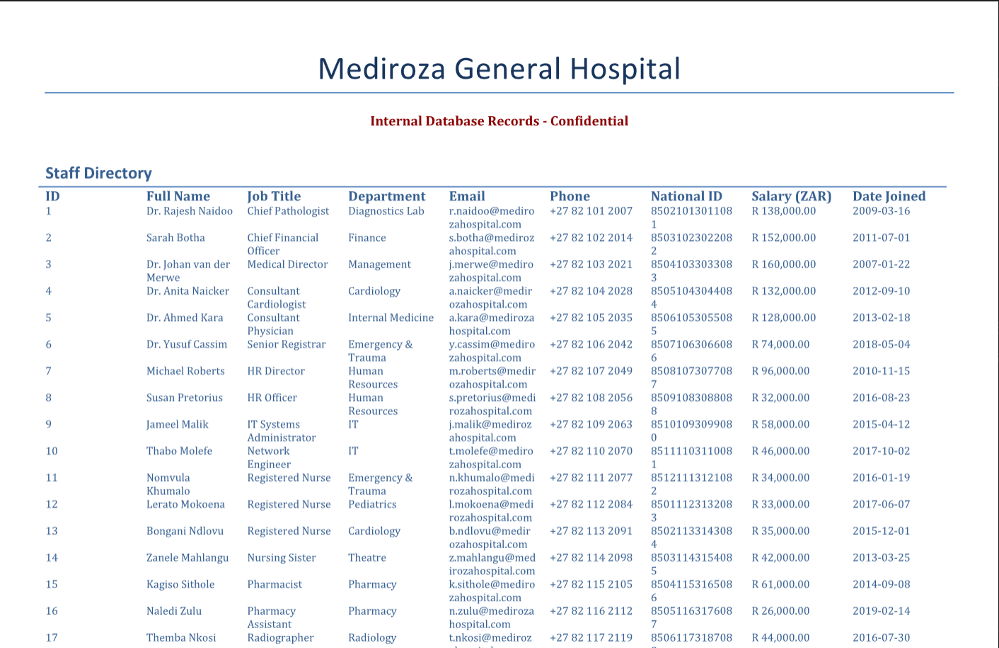 Mediroza General Hospital
Internal Database Records - Confidential
Staff Directory
ID Full Name Job Title Department Email Phone National ID Salary (ZAR) Date Joined
1 Dr. Rajesh Naidoo Chief Pathologist Diagnostics Lab r.naidoo@mediro +27 82 101 2007 8502101301108 R 138,000.00 2009-03-16
zahospital.com 1
2 Sarah Botha Chief Financial Finance s.botha@mediroz +27 82 102 2014 8503102302208 R 152,000.00 2011-07-01
Officer ahospital.com 2
3 Dr. Johan van der Medical Director Management j.merwe@mediro +27 82 103 2021 8504103303308 R 160,000.00 2007-01-22
Merwe zahospital.com 3
4 Dr. Anita Naicker Consultant Cardiology a.naicker@medir +27 82 104 2028 8505104304408 R 132,000.00 2012-09-10
Cardiologist ozahospital.com 4
5 Dr. Ahmed Kara Consultant Internal Medicine a.kara@mediroza +27 82 105 2035 8506105305508 R 128,000.00 2013-02-18
Physician hospital.com 5
6 Dr. Yusuf Cassim Senior Registrar Emergency & y.cassim@mediro +27 82 106 2042 8507106306608 R 74,000.00 2018-05-04
Trauma zahospital.com 6
7 Michael Roberts HR Director Human m.roberts@medir +27 82 107 2049 8508107307708 R 96,000.00 2010-11-15
Resources ozahospital.com 7
8 Susan Pretorius HR Officer Human s.pretorius@medi +27 82 108 2056 8509108308808 R 32,000.00 2016-08-23
Resources rozahospital.com 8
9 Jameel Malik IT Systems IT j.malik@mediroz +27 82 109 2063 8510109309908 R 58,000.00 2015-04-12
Administrator ahospital.com 0
10 Thabo Molefe Network IT t.molefe@mediro +27 82 110 2070 8511110311008 R 46,000.00 2017-10-02
Engineer zahospital.com 1
11 Nomvula Registered Nurse Emergency & n.khumalo@medi +27 82 111 2077 8512111312108 R 34,000.00 2016-01-19
Khumalo Trauma rozahospital.com 2
12 Lerato Mokoena Registered Nurse Pediatrics l.mokoena@medi +27 82 112 2084 8501112313208 R 33,000.00 2017-06-07
rozahospital.com 3
13 Bongani Ndlovu Registered Nurse Cardiology b.ndlovu@medir +27 82 113 2091 8502113314308 R 35,000.00 2015-12-01
ozahospital.com 4
14 Zanele Mahlangu Nursing Sister Theatre z.mahlangu@med +27 82 114 2098 8503114315408 R 42,000.00 2013-03-25
irozahospital.com 5
15 Kagiso Sithole Pharmacist Pharmacy k.sithole@mediro +27 82 115 2105 8504115316508 R 61,000.00 2014-09-08
zahospital.com 6
16 Naledi Zulu Pharmacy Pharmacy n.zulu@mediroza +27 82 116 2112 8505116317608 R 26,000.00 2019-02-14
Assistant hospital.com 7
17 Themba Nkosi Radiographer Radiology t.nkosi@mediroz +27 82 117 2119 8506117318708 R 44,000.00 2016-07-30